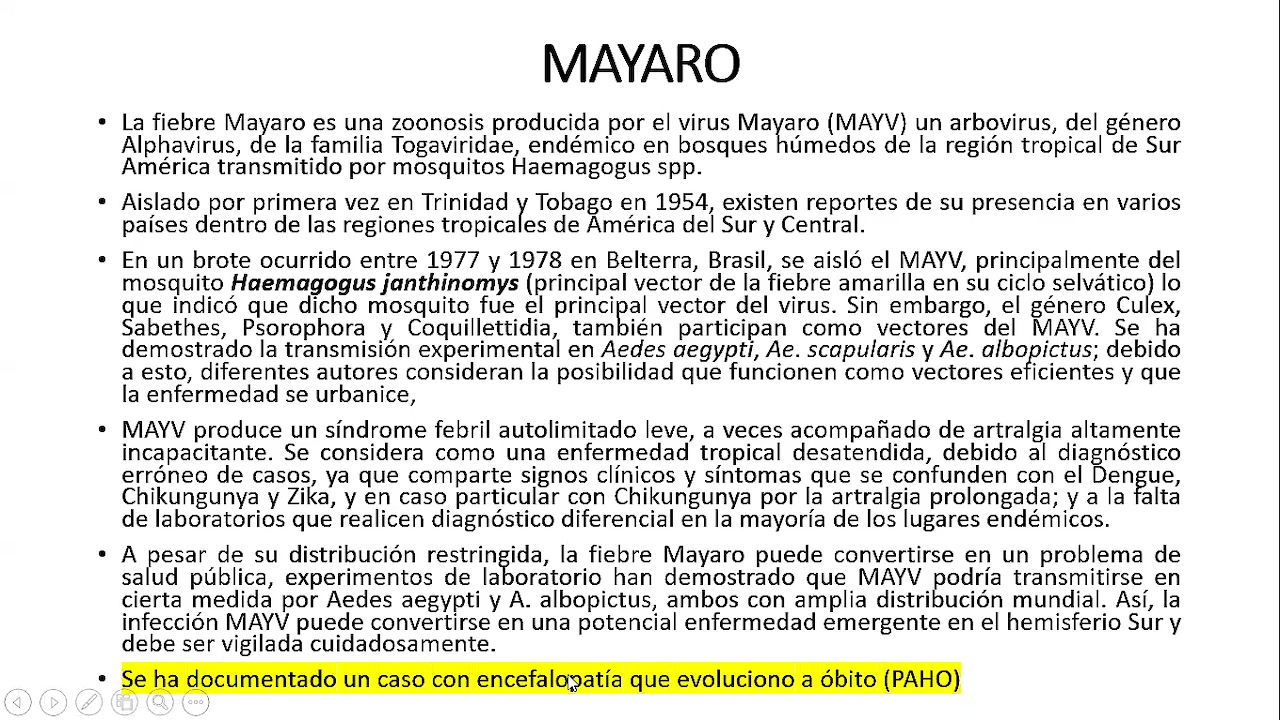 MAYARO
• La fiebre Mayaro es una zoonosis producida por el virus Mayaro (MAYV) un arbovirus, del género
Alphavirus, de la familia Togaviridae, endémico en bosques húmedos de la región tropical de Sur
América transmitido por mosquitos Haemagogus spp.
• Aislado por primera vez en Trinidad y Tobago en 1954, existen reportes de su presencia en varios
países dentro de las regiones tropicales de América del Sur y Central.
• En un brote ocurrido entre 1977 y 1978 en Belterra, Brasil, se aisló el MAYV, principalmente del
mosquito Haemagogus janthinomys (principal vector de la fiebre amarilla en su ciclo selvático) lo
que indicó que dicho mosquito fue el principal vector del virus. Sin embargo, el género Culex,
Sabethes, Psorophora y Coquillettidia, también participan como vectores del MAYV. Se ha
demostrado la transmisión experimental en Aedes aegypti, Ae. scapularis y Ae. albopictus; debido
a esto, diferentes autores consideran la posibilidad que funcionen como vectores eficientes y que
la enfermedad se urbanice,
• MAYV produce un síndrome febril autolimitado leve, a veces acompañado de artralgia altamente
incapacitante. Se considera como una enfermedad tropical desatendida, debido al diagnóstico
erróneo de casos, ya que comparte signos clínicos y síntomas que se confunden con el Dengue,
Chikungunya y Zika, y en caso particular con Chikungunya por la artralgia prolongada; y a la falta
de laboratorios que realicen diagnóstico diferencial en la mayoría de los lugares endémicos.
• A pesar de su distribución restringida, la fiebre Mayaro puede convertirse en un problema de
salud pública, experimentos de laboratorio han demostrado que MAYV podría transmitirse en
cierta medida por Aedes aegypti y A. albopictus, ambos con amplia distribución mundial. Así, la
infección MAYV puede convertirse en una potencial enfermedad emergente en el hemisferio Sur y
debe ser vigilada cuidadosamente.
• Se ha documentado un caso con encefalopatía que evoluciono a óbito (PAHO)